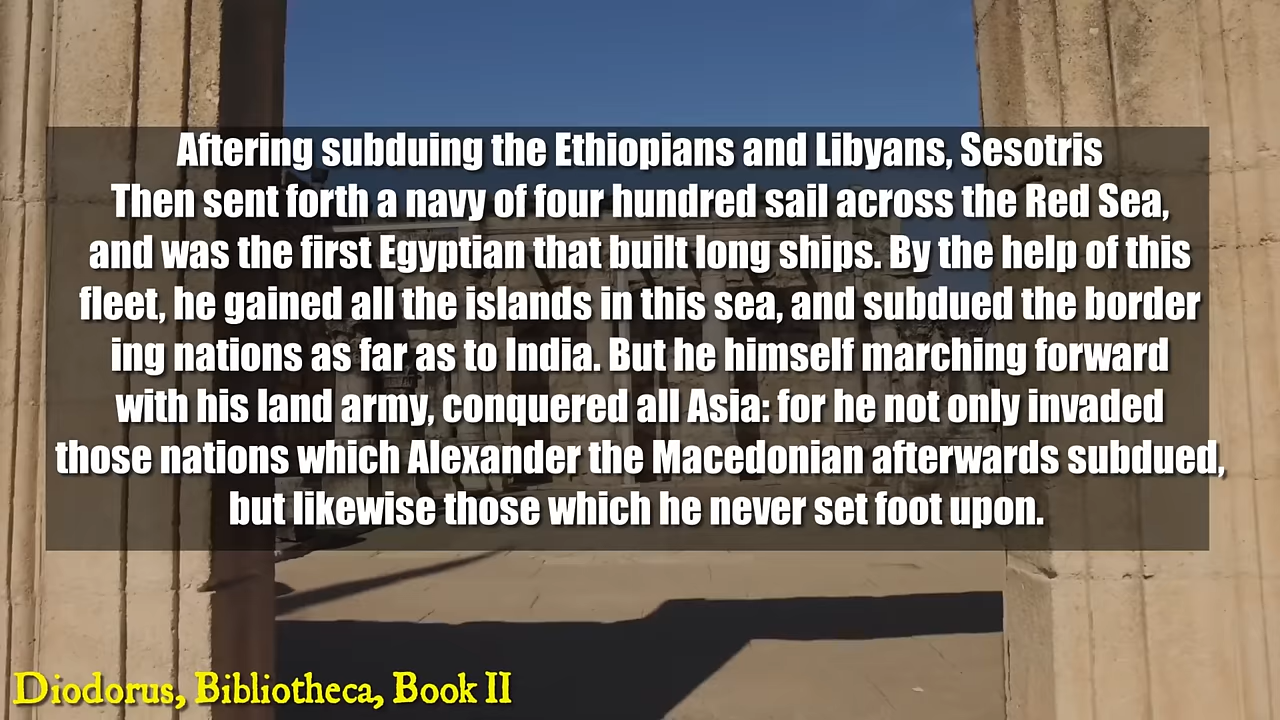 Aftering subduing the Ethiopians and Libyans, Sesotris
Then sent forth a navy of four hundred sail across the Red Sea,
and was the first Egyptian that built long ships. By the help of this
fleet, he gained all the islands in this sea, and subdued the border
ing nations as far as to India. But he himself marching forward
with his land army, conquered all Asia: for he not only invaded
those nations which Alexander the Macedonian afterwards subdued,
but likewise those which he never set foot upon.
Diodorus, Bibliotheca, Book II